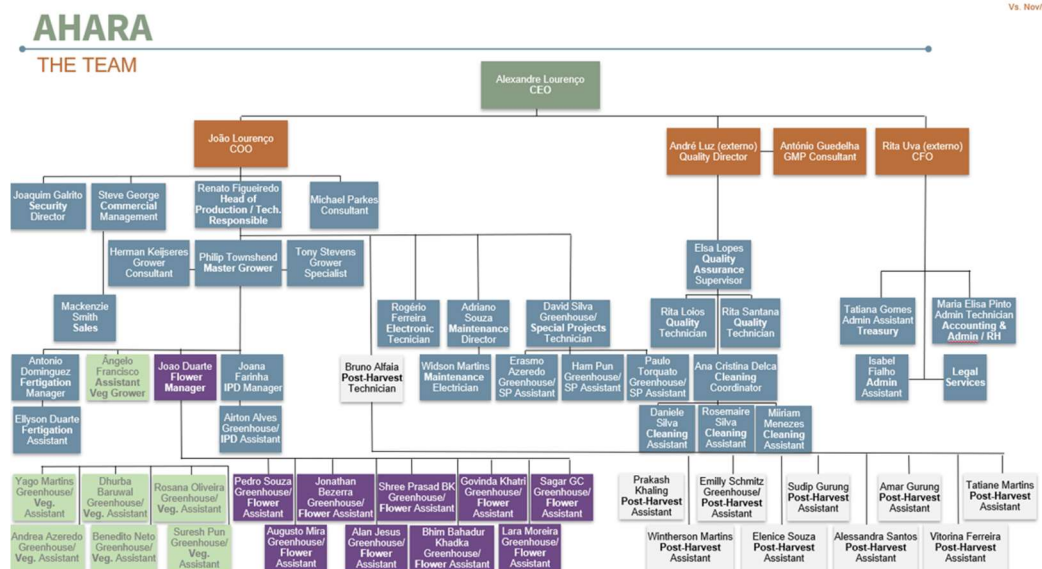 Vs. Nov/
AHARA
THE TEAM
Alexandre Lourenço
CEO
João Lourenço
COO
André Luz (externo)
Quality Director
António Guedelha
GMP Consultant
Rita Uva (externo)
CFO
Joaquim Galrito
Security
Director
Steve George
Commercial
Management
Renato Figueiredo
Head of
Production / Tech.
Responsible
Michael Parkes
Consultant
Herman Keijseres
Grower
Consultant
Philip Townshend
Master Grower
Tony Stevens
Grower
Specialist
Elsa Lopes
Quality
Assurance
Supervisor
Mackenzie
Smith
Sales
Rogério
Ferreira
Electronic
Tecnician
Adriano
Souza
Maintenance
Director
David Silva
Greenhouse/
Special Projects
Technician
Rita Loios
Quality
Technician
Rita Santana
Quality
Technician
Tatiana Gomes
Admin Assistant
Treasury
Maria Elisa Pinto
Admin Technician
Accounting &
Admin / RH
Antonio
Dominguez
Fertigation
Manager
Ângelo
Francisco
Assistant
Veg Grower
Joao Duarte
Flower
Manager
Joana
Farinha
IPD Manager
Bruno Alfaia
Post-Harvest
Technician
Widson Martins
Maintenance
Electrician
Erasmo
Azeredo
Greenhouse/
SP Assistant
Ham Pun
Greenhouse/
SP Assistant
Paulo
Torquato
Greenhouse/
SP Assistant
Ana Cristina Delca
Cleaning
Coordinator
Isabel
Fialho
Admin
Assistant
Legal
Services
Ellyson Duarte
Fertigation
Assistant
Airton Alves
Greenhouse/
IPD Assistant
Daniele
Silva
Cleaning
Assistant
Rosemaire
Silva
Cleaning
Assistant
Miiriam
Menezes
Cleaning
Assistant
Yago Martins
Greenhouse/
Veg.
Assistant
Dhurba
Baruwal
Greenhouse/
Veg. Assistant
Rosana Oliveira
Greenhouse/
Veg.
Assistant
Pedro Souza
Greenhouse/
Flower
Assistant
Jonathan
Bezerra
Greenhouse/
Flower Assistant
Shree Prasad BK
Greenhouse/
Flower Assistant
Govinda Khatri
Greenhouse/
Flower
Assistant
Sagar GC
Greenhouse/
Flower
Assistant
Prakash
Khaling
Post-Harvest
Assistant
Emilly Schmitz
Greenhouse/
Post-Harvest
Assistant
Sudip Gurung
Post-Harvest
Assistant
Amar Gurung
Post-Harvest
Assistant
Tatiane Martins
Post-Harvest
Assistant
Andrea Azeredo
Greenhouse/
Veg. Assistant
Benedito Neto
Greenhouse/
Veg. Assistant
Suresh Pun
Greenhouse/
Veg.
Assistant
Augusto Mira
Greenhouse/
Flower
Assistant
Alan Jesus
Greenhouse/
Flower
Assistant
Bhim Bahadur
Khadka
Greenhouse/
Flower Assistant
Lara Moreira
Greenhouse/
Flower
Assistant
Wintherson Martins
Post-Harvest
Assistant
Elenice Souza
Post-Harvest
Assistant
Alessandra Santos
Post-Harvest
Assistant
Vitorina Ferreira
Post-Harvest
Assistant